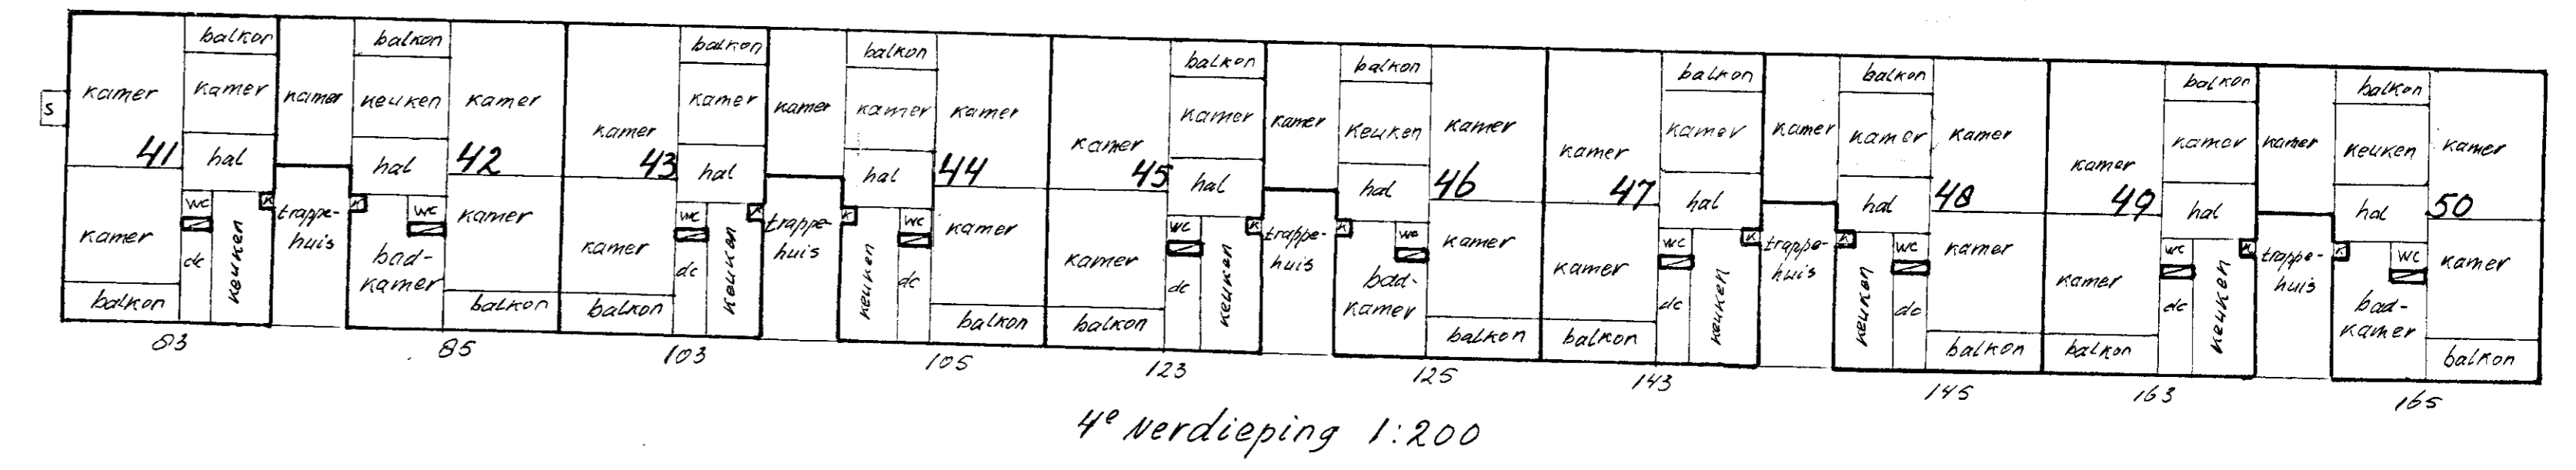 balkon balkon balkon balkon balkon balkon balkon balkon balkon balkon
s kamer kamer kamer keuken kamer kamer kamer kamer kamer kamer kamer kamer kamer keuken kamer kamer kamer kamer kamer kamer kamer kamer kamer keuken kamer
41 hal hal 42 43 hal hal 44 45 hal hal 46 47 hal hal 48 49 hal hal 50
wc K trappe- K wc wc K trappe- K wc wc K trappe- K wc wc K trappe- K wc wc K trappe- K wc
huis huis huis huis huis
kamer dc keuken bad- kamer kamer dc keuken keuken dc kamer kamer dc keuken bad- kamer kamer dc keuken keuken dc kamer kamer dc keuken bad- kamer
kamer kamer kamer
balkon balkon balkon balkon balkon balkon balkon balkon balkon balkon
83 85 103 105 123 125 143 145 163 165
4e verdieping 1:200